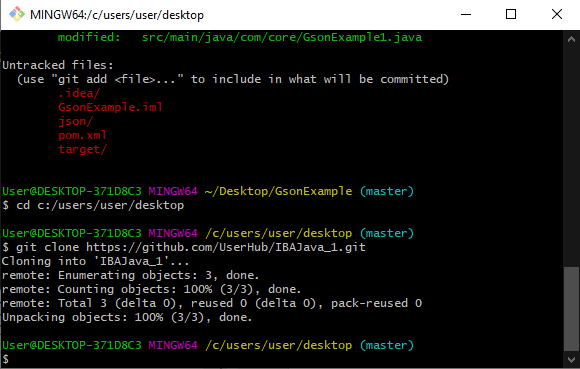 MINGW64:/c/users/user/desktop
modified: src/main/java/com/core/GsonExample1.java
Untracked files:
(use "git add <file>..." to include in what will be committed)
.idea/
GsonExample.iml
json/
pom.xml
target/
User@DESKTOP-371D8C3 MINGW64 ~/Desktop/GsonExample (master)
$ cd c:/users/user/desktop
User@DESKTOP-371D8C3 MINGW64 /c/users/user/desktop (master)
$ git clone https://github.com/UserHub/IBAJava_1.git
Cloning into 'IBAJava_1'...
remote: Enumerating objects: 3, done.
remote: Counting objects: 100% (3/3), done.
remote: Total 3 (delta 0), reused 0 (delta 0), pack-reused 0
Unpacking objects: 100% (3/3), done.
User@DESKTOP-371D8C3 MINGW64 /c/users/user/desktop (master)
$